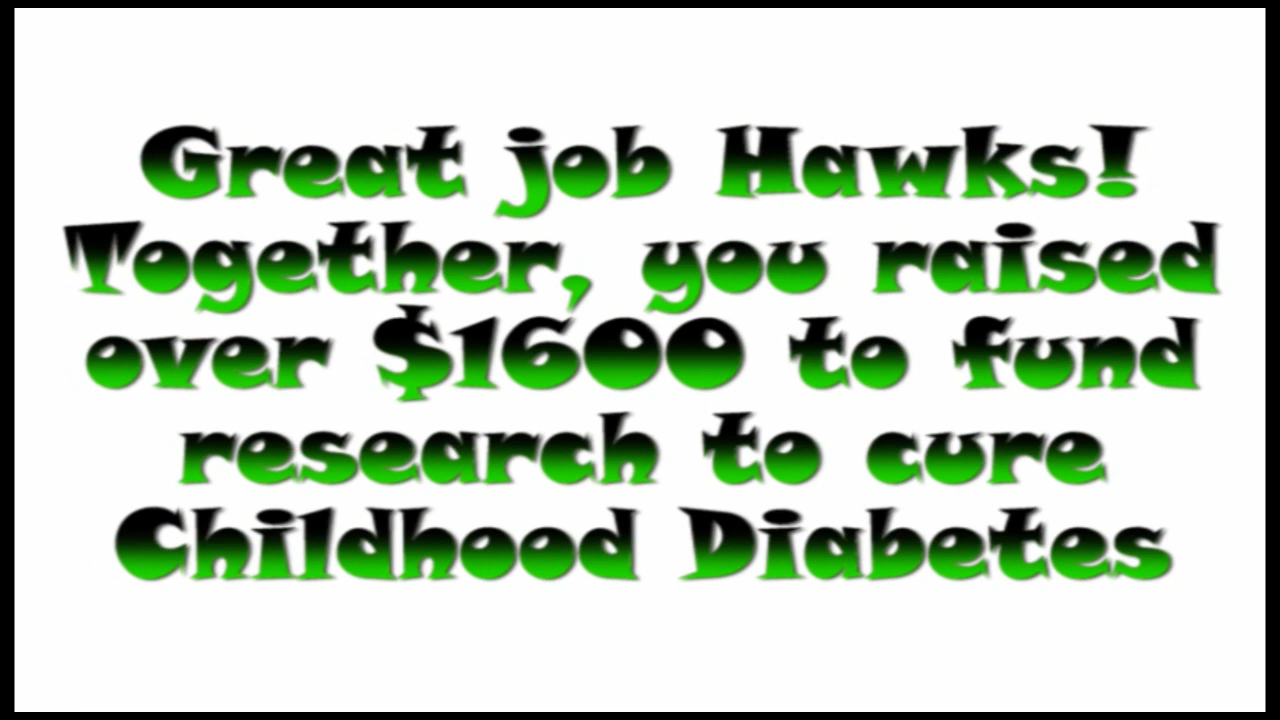 Great job Hawks!
Together, you raised
over $1600 to fund
research to cure
Childhood Diabetes